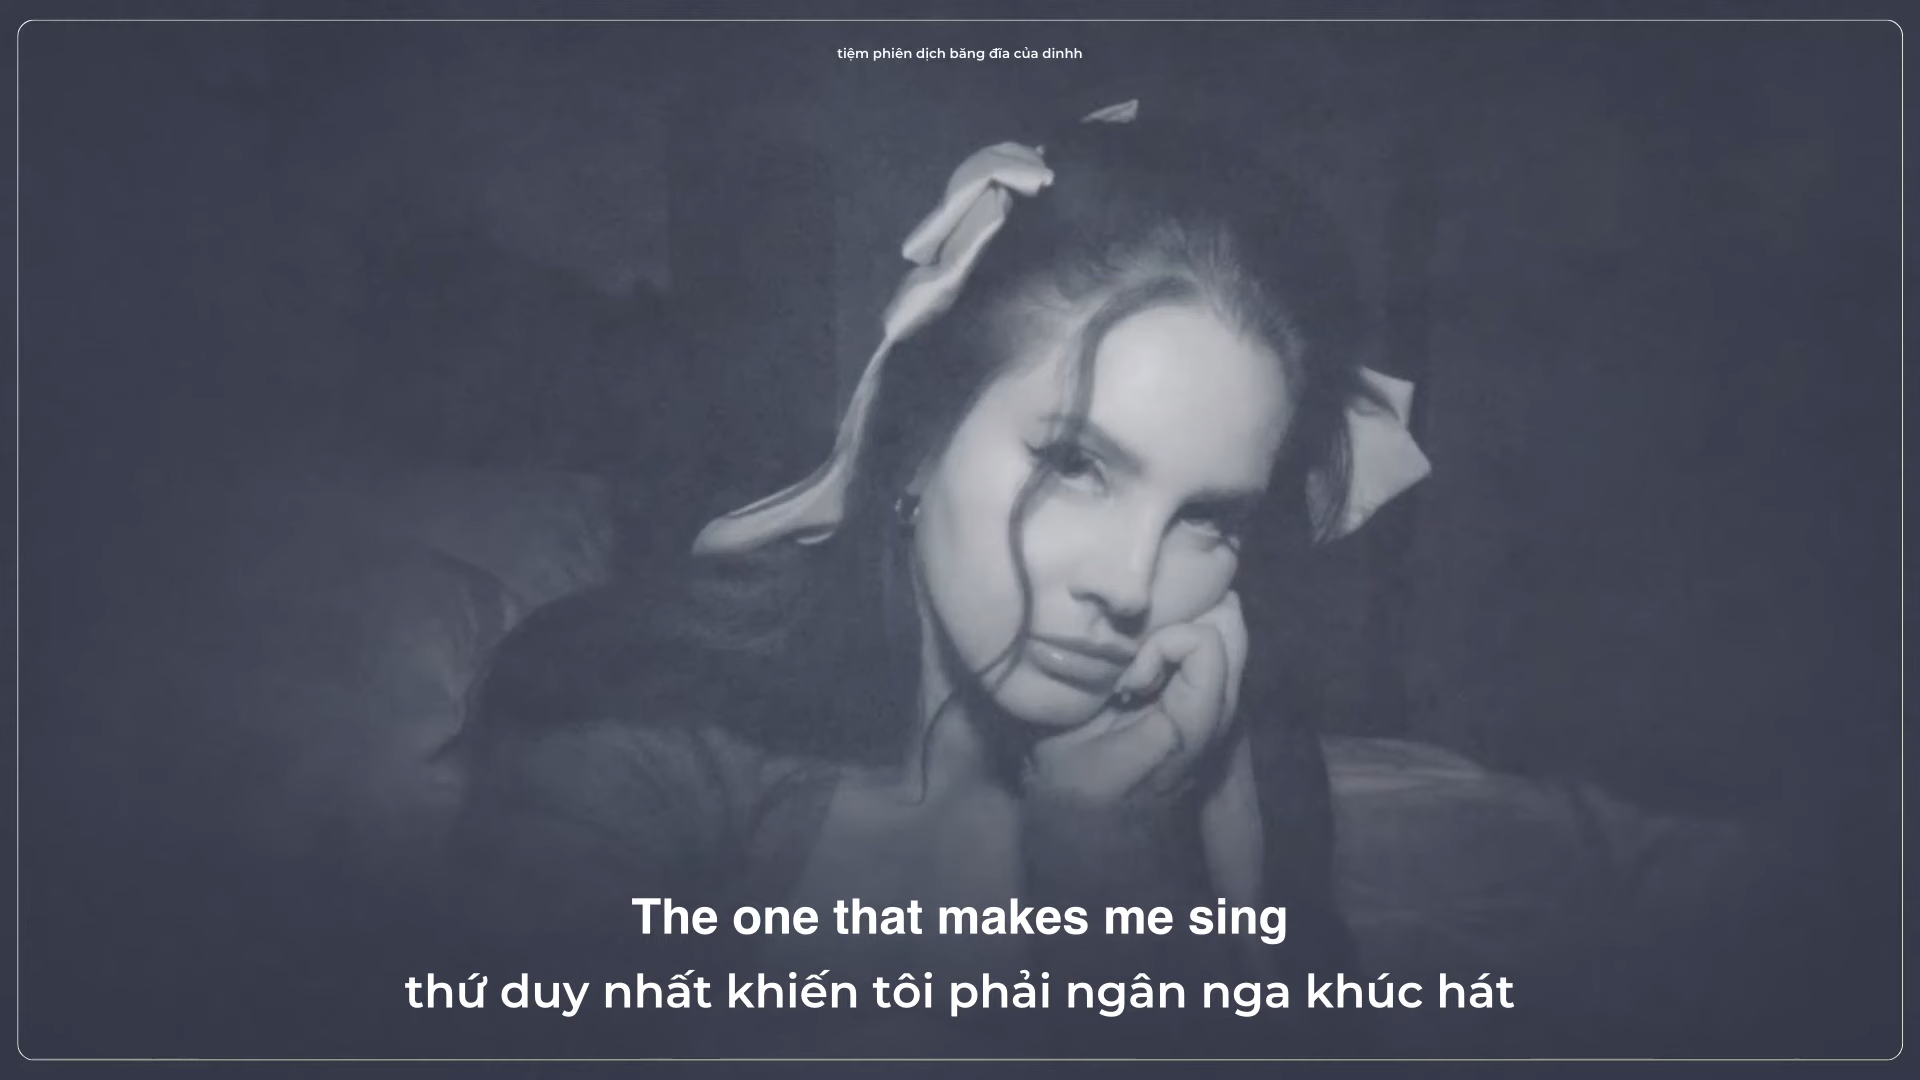 tiệm phiên dịch băng đĩa của dinhh
The one that makes me sing
thứ duy nhất khiến tôi phải ngân nga khúc hát